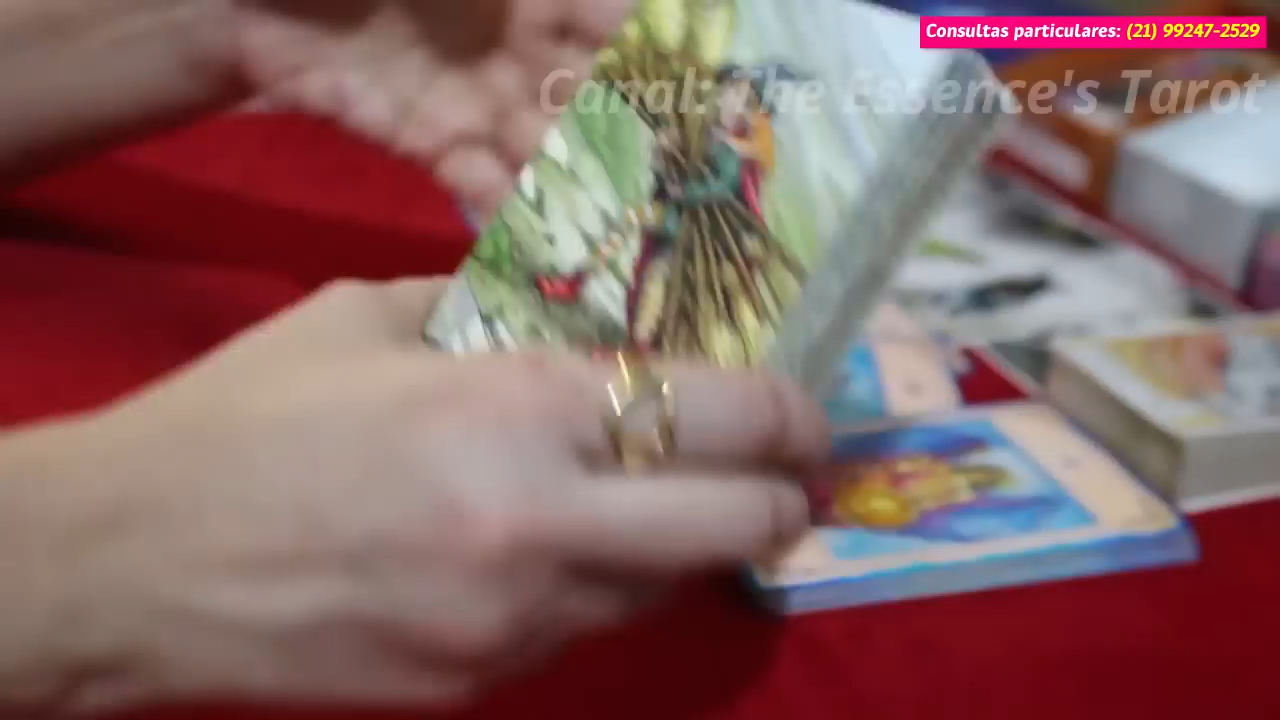 Consultas particulares: (21) 99247-2529
Canal: The Essence's Tarot